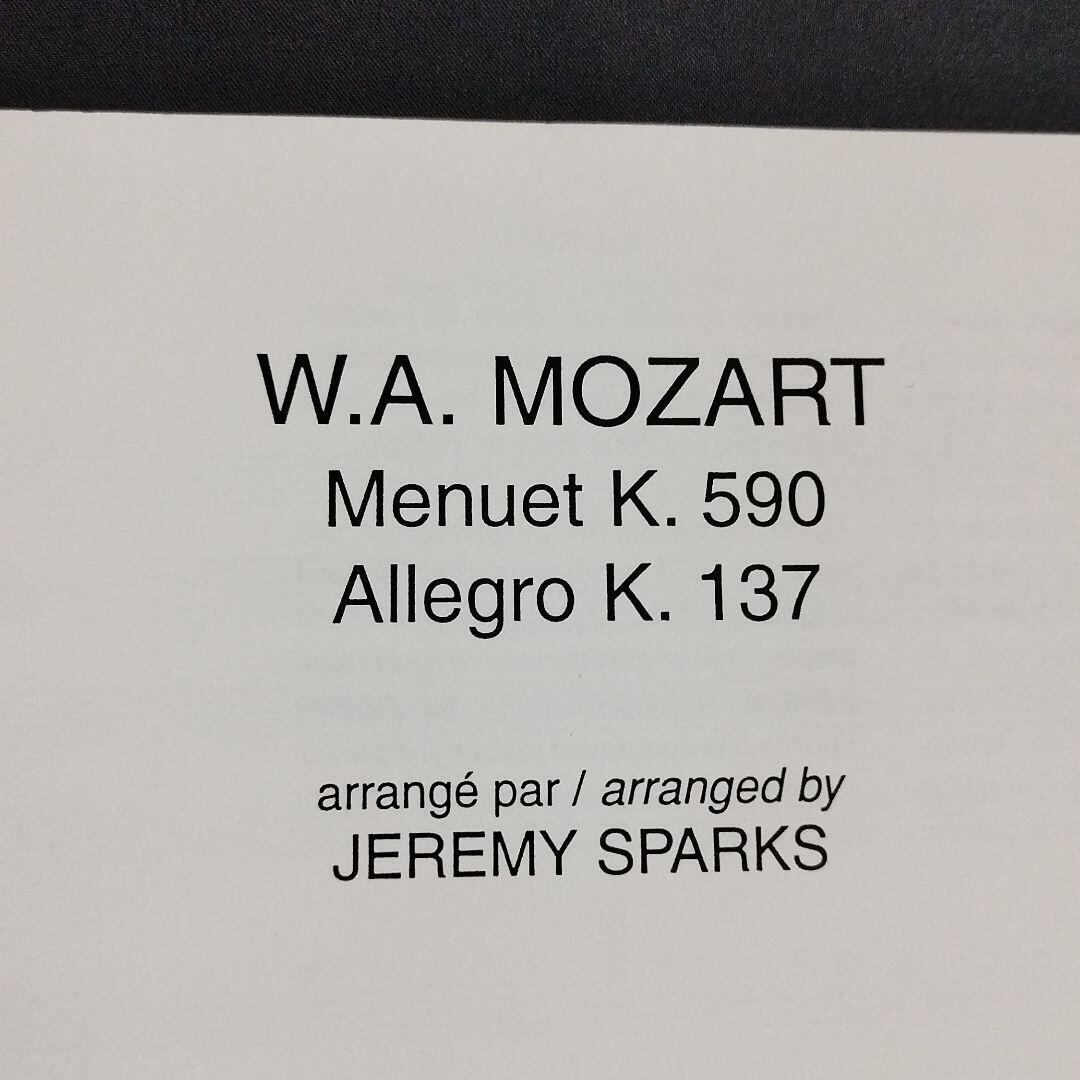 W.A. MOZART
Menuet K. 590
Allegro K. 137
arrangé par / arranged by
JEREMY SPARKS